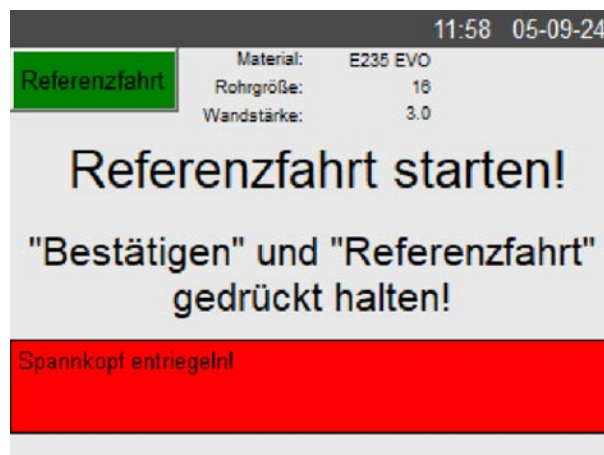 11:58 05-09-24
Referenzfahrt
Material: E235 EVO
Rohrgröße: 16
Wandstärke: 3.0
Referenzfahrt starten!
"Bestätigen" und "Referenzfahrt"
gedrückt halten!
Spannkopf entriegeln!